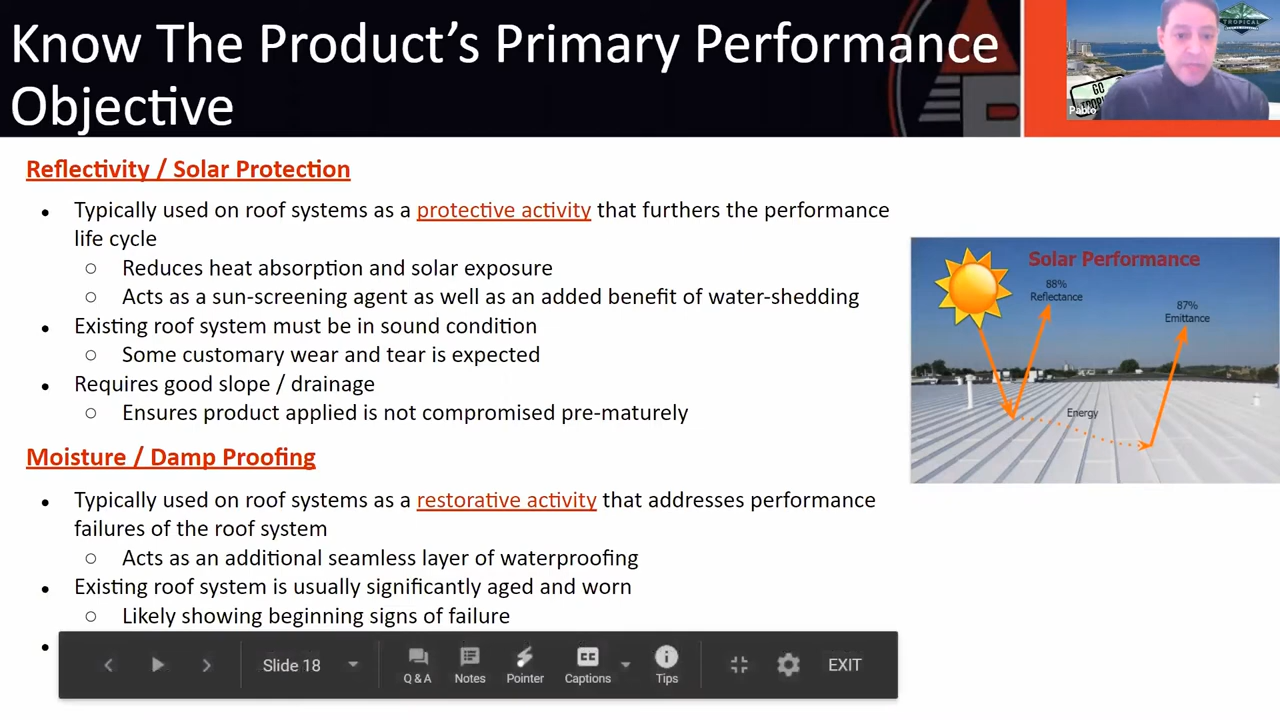 Know The Product's Primary Performance
Objective
TROPICAL
GO
TROPI
Pablo
Reflectivity / Solar Protection
• Typically used on roof systems as a protective activity that furthers the performance
life cycle
○ Reduces heat absorption and solar exposure
○ Acts as a sun-screening agent as well as an added benefit of water-shedding
• Existing roof system must be in sound condition
○ Some customary wear and tear is expected
• Requires good slope / drainage
○ Ensures product applied is not compromised pre-maturely
Solar Performance
88%
Reflectance
87%
Emittance
Energy
Moisture / Damp Proofing
• Typically used on roof systems as a restorative activity that addresses performance
failures of the roof system
○ Acts as an additional seamless layer of waterproofing
• Existing roof system is usually significantly aged and worn
○ Likely showing beginning signs of failure
•
Slide 18
Q & A
Notes
Pointer
CC
Captions
Tips
EXIT